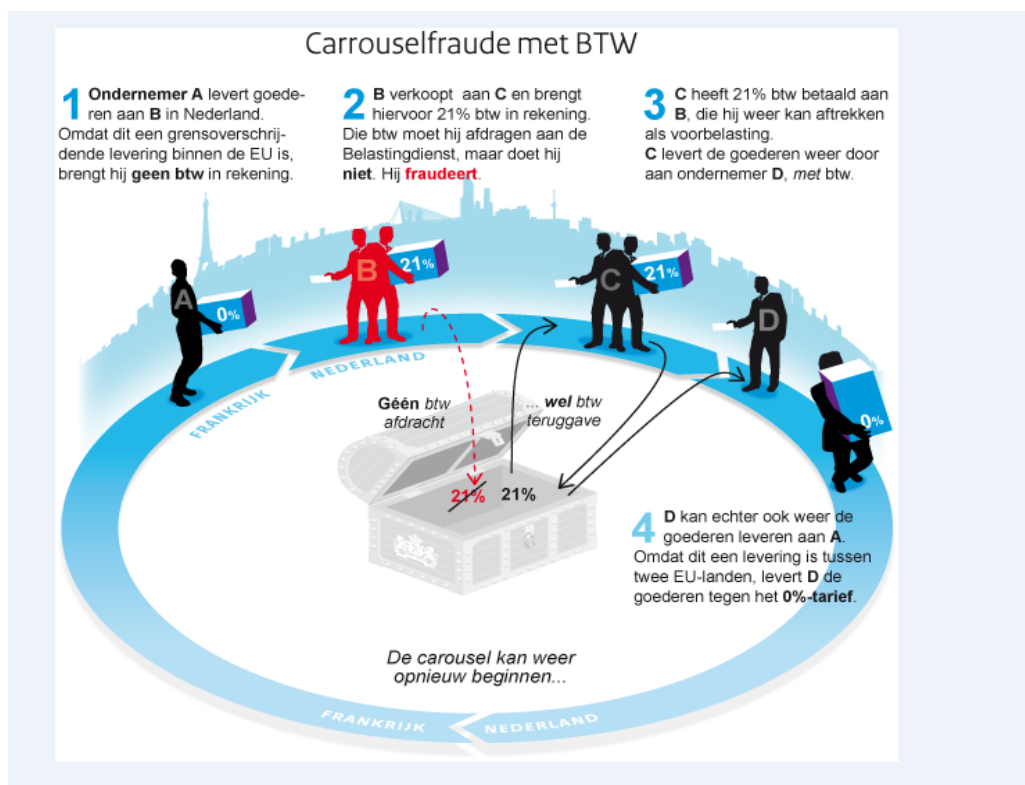 Carrouselfraude met BTW
1 Ondernemer A levert goede-
ren aan B in Nederland.
Omdat dit een grensoverschrij-
dende levering binnen de EU is,
brengt hij geen btw in rekening.
2 B verkoopt aan C en brengt
hiervoor 21% btw in rekening.
Die btw moet hij afdragen aan de
Belastingdienst, maar doet hij
niet. Hij fraudeert.
3 C heeft 21% btw betaald aan
B, die hij weer kan aftrekken
als voorbelasting.
C levert de goederen weer door
aan ondernemer D, met btw.
A
0%
B
21%
C
21%
D
0%
FRANKRIJK
NEDERLAND
Géén btw
afdracht
... wel btw
teruggave
21%
21%
4 D kan echter ook weer de
goederen leveren aan A.
Omdat dit een levering is tussen
twee EU-landen, levert D de
goederen tegen het 0%-tarief.
De carousel kan weer
opnieuw beginnen...
FRANKRIJK
NEDERLAND